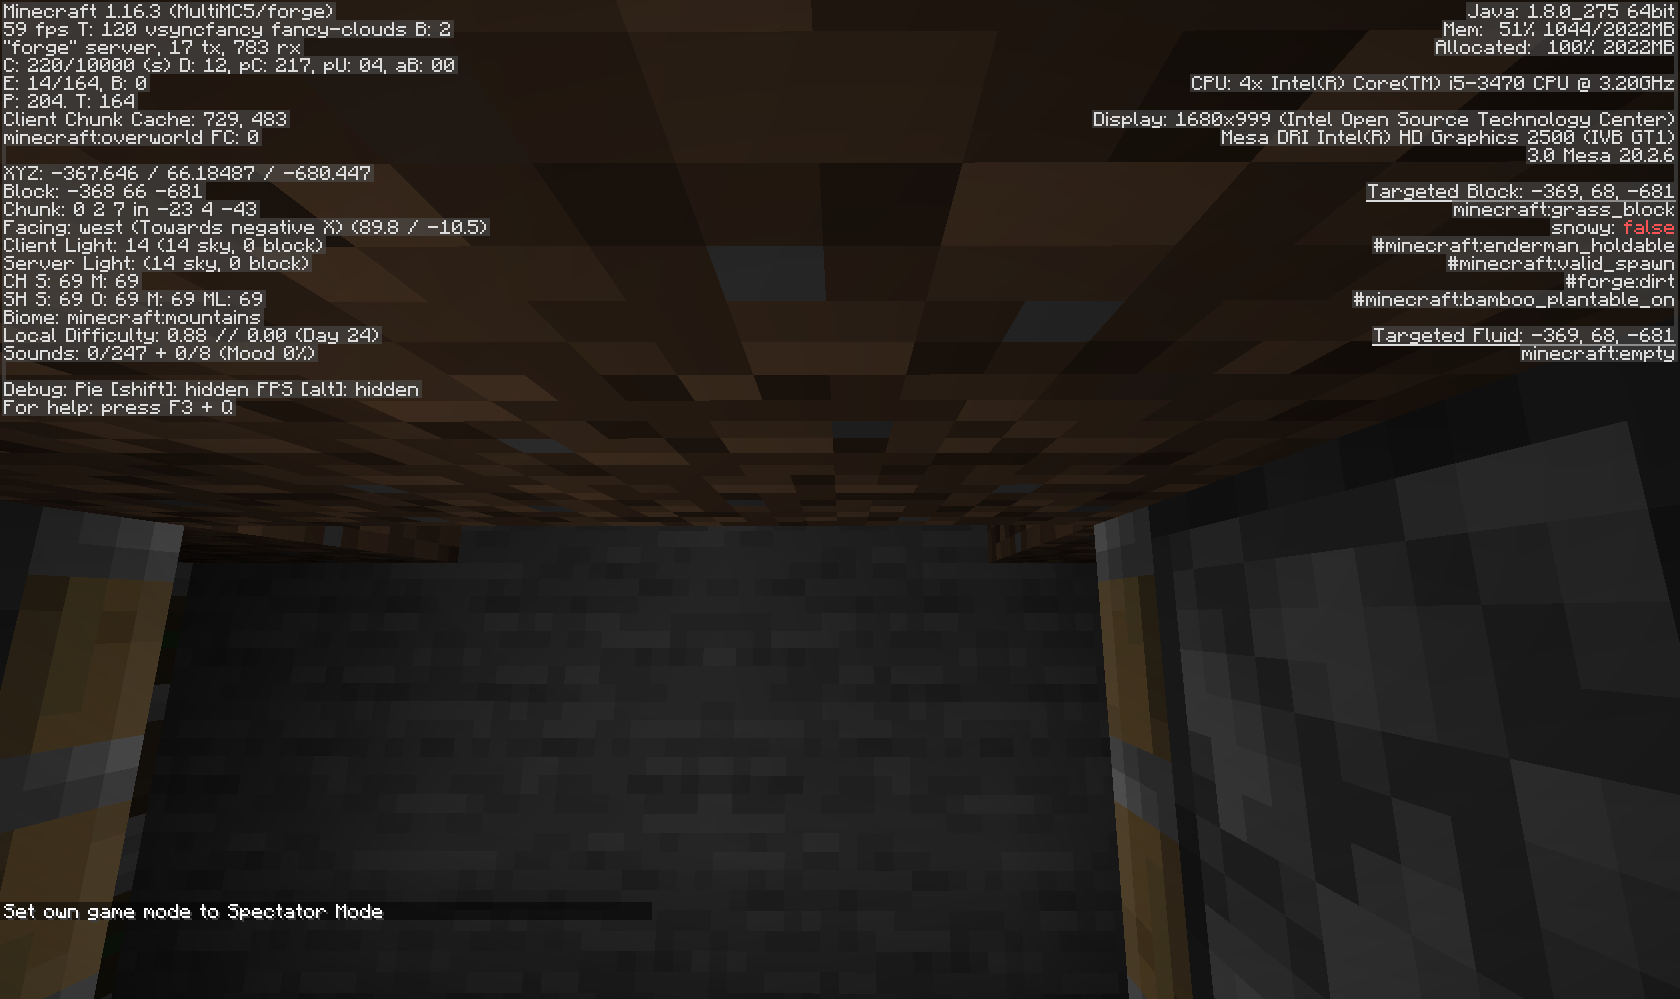 Minecraft 1.16.3 (MultiMC5/forge)
59 fps T: 120 vsyncfancy fancy-clouds B: 2
"forge" server, 17 tx, 783 rx
C: 220/10000 (s) D: 12, pC: 217, pU: 04, aB: 00
E: 14/164, B: 0
P: 204. T: 164
Client Chunk Cache: 729, 483
minecraft:overworld FC: 0
XYZ: -367.646 / 66.18487 / -680.447
Block: -368 66 -681
Chunk: 0 2 7 in -23 4 -43
Facing: west (Towards negative X) (89.8 / -10.5)
Client Light: 14 (14 sky, 0 block)
Server Light: (14 sky, 0 block)
CH S: 69 M: 69
SH S: 69 O: 69 M: 69 ML: 69
Biome: minecraft:mountains
Local Difficulty: 0.88 // 0.00 (Day 24)
Sounds: 0/247 + 0/8 (Mood 0%)
Debug: Pie [shift]: hidden FPS [alt]: hidden
For help: press F3 + Q
Java: 1.8.0_275 64bit
Mem: 51% 1044/2022MB
Allocated: 100% 2022MB
CPU: 4x Intel(R) Core(TM) i5-3470 CPU @ 3.20GHz
Display: 1680x999 (Intel Open Source Technology Center)
Mesa DRI Intel(R) HD Graphics 2500 (IVB GT1)
3.0 Mesa 20.2.6
Targeted Block: -369, 68, -681
minecraft:grass_block
snowy: false
#minecraft:enderman_holdable
#minecraft:valid_spawn
#forge:dirt
#minecraft:bamboo_plantable_on
Targeted Fluid: -369, 68, -681
minecraft:empty
Set own game mode to Spectator Mode